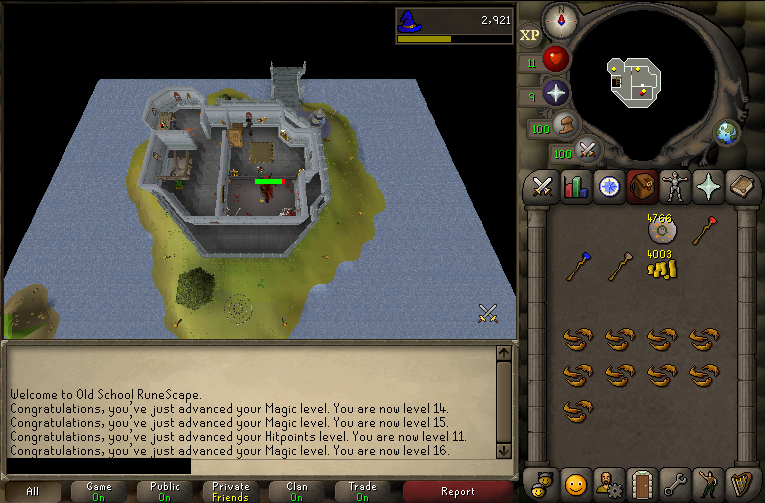 2,921
N
XP
11
9
100
100
4766
4003
Welcome to Old School RuneScape.
Congratulations, you've just advanced your Magic level. You are now level 14.
Congratulations, you've just advanced your Magic level. You are now level 15.
Congratulations, you've just advanced your Hitpoints level. You are now level 11.
Congratulations, you've just advanced your Magic level. You are now level 16.
All
Game
On
Public
On
Private
Friends
Clan
On
Trade
On
Report